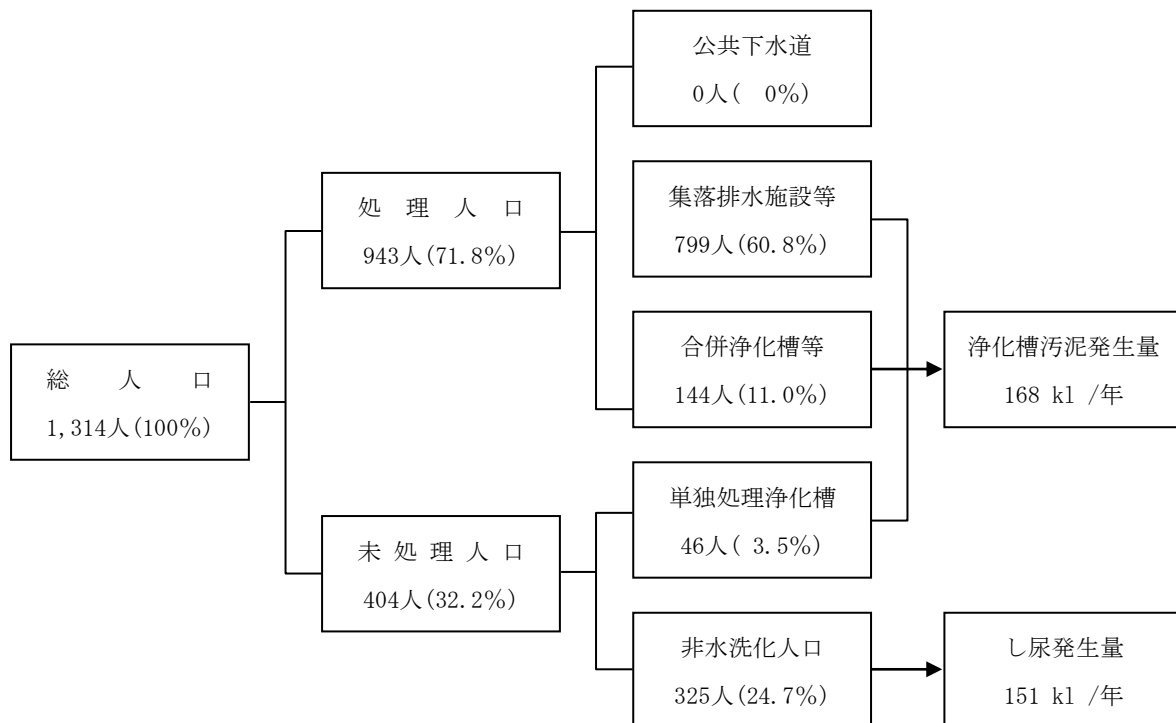 公共下水道
0人( 0%)
処理人口
943人(71.8%)
集落排水施設等
799人(60.8%)
総人口
1,314人(100%)
合併浄化槽等
144人(11.0%)
浄化槽汚泥発生量
168 kl /年
未処理人口
404人(32.2%)
単独処理浄化槽
46人( 3.5%)
非水洗化人口
325人(24.7%)
し尿発生量
151 kl /年